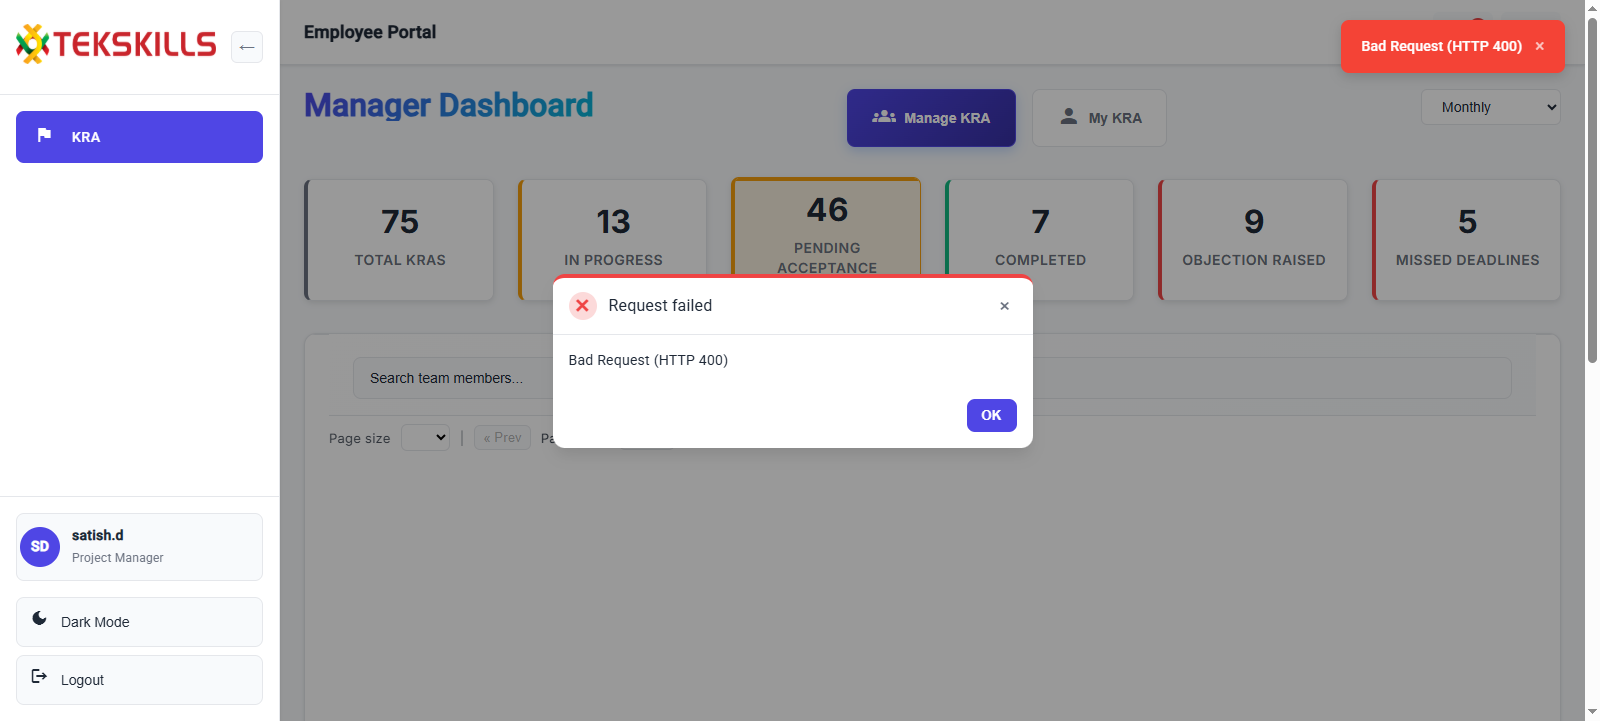 TEKSKILLS
←
KRA
satish.d
SD
Project Manager
Dark Mode
Logout
Employee Portal
Bad Request (HTTP 400) ×
Manager Dashboard
Manage KRA
My KRA
Monthly
75
TOTAL KRAS
13
IN PROGRESS
46
PENDING
ACCEPTANCE
7
COMPLETED
9
OBJECTION RAISED
5
MISSED DEADLINES
Request failed ×
Bad Request (HTTP 400)
OK
Search team members...
Page size | « Prev